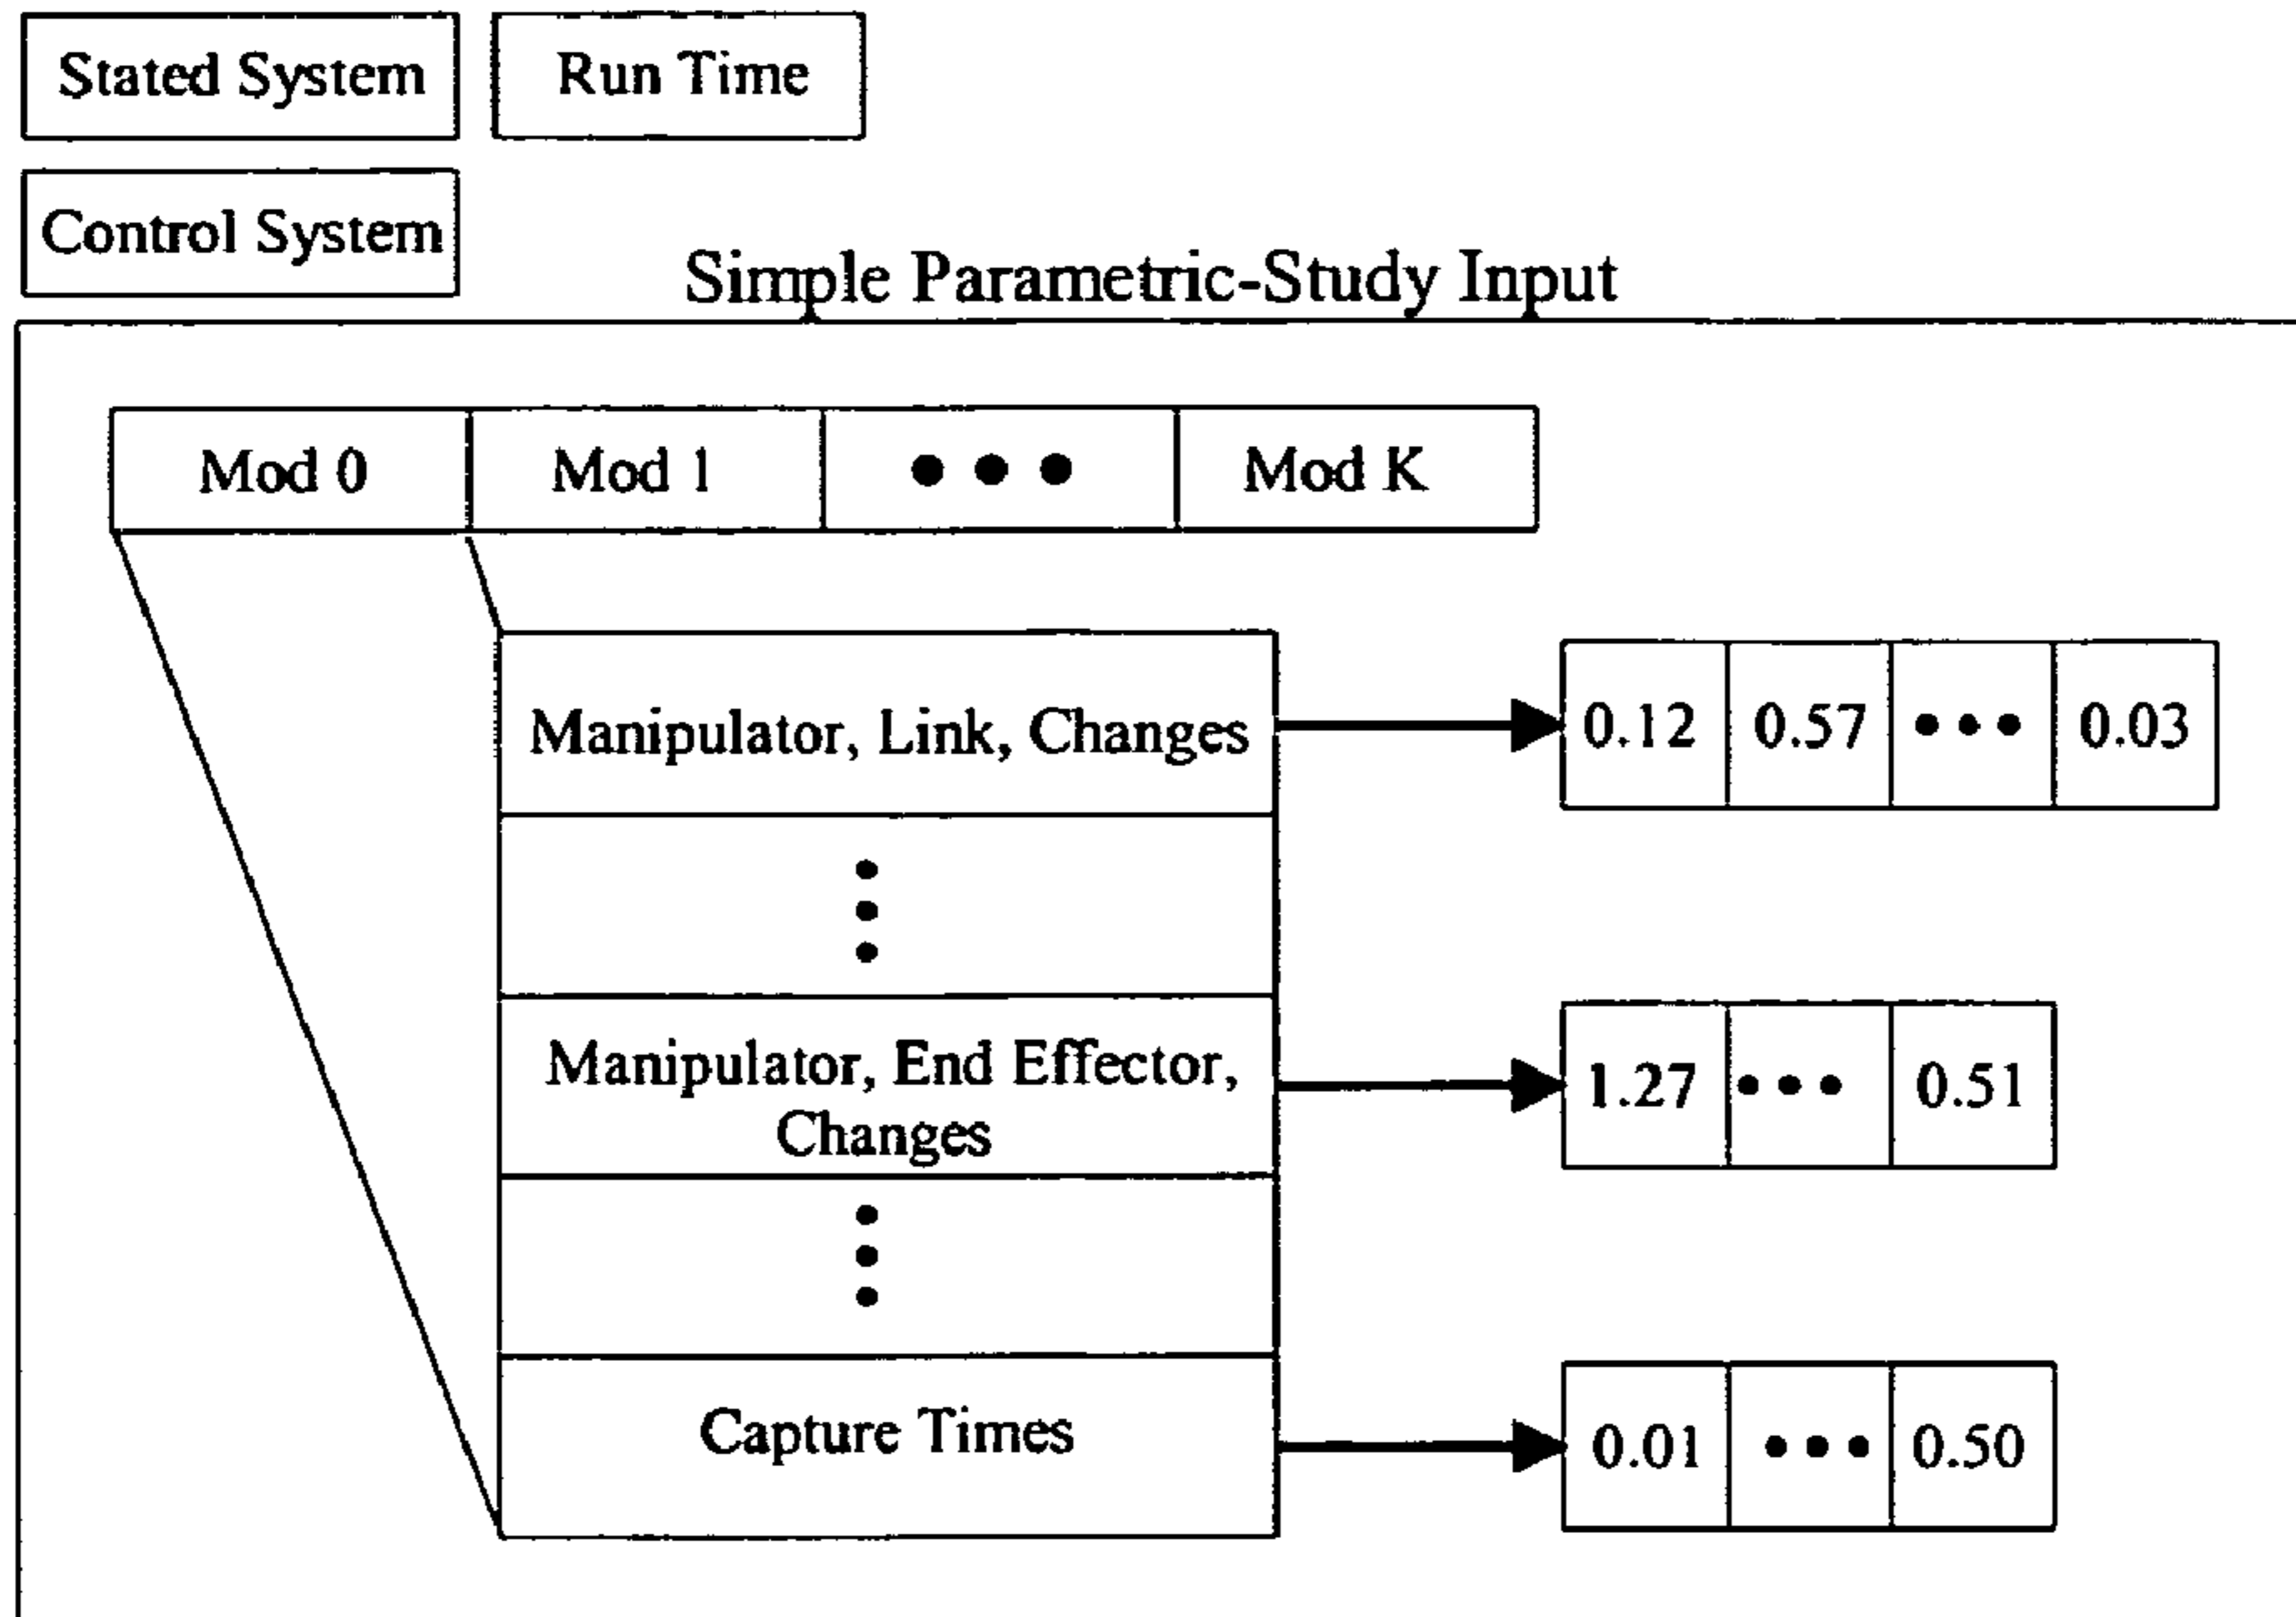 Stated System
Run Time
Control System
Simple Parametric-Study Input
Mod 0
Mod 1
• • •
Mod K
Manipulator, Link, Changes
0.12
0.57
• • •
0.03
Manipulator, End Effector,
Changes
1.27
• • •
0.51
Capture Times
0.01
• • •
0.50